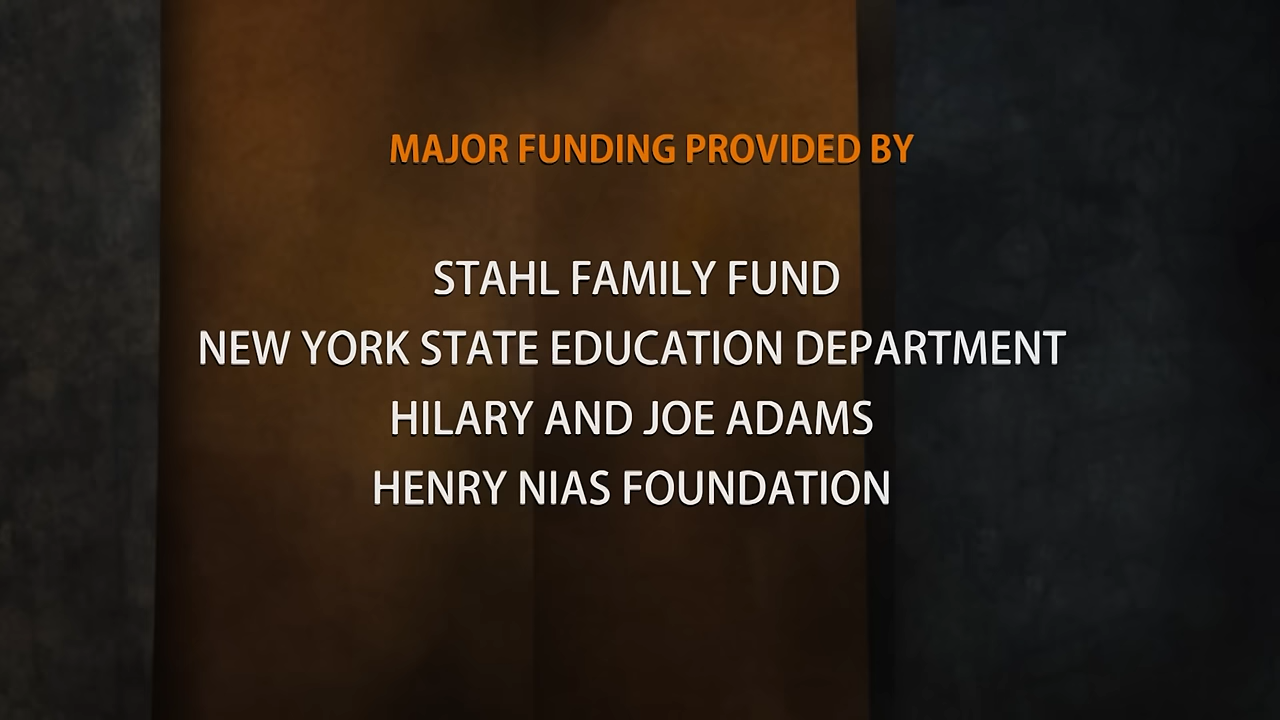 MAJOR FUNDING PROVIDED BY
STAHL FAMILY FUND
NEW YORK STATE EDUCATION DEPARTMENT
HILARY AND JOE ADAMS
HENRY NIAS FOUNDATION